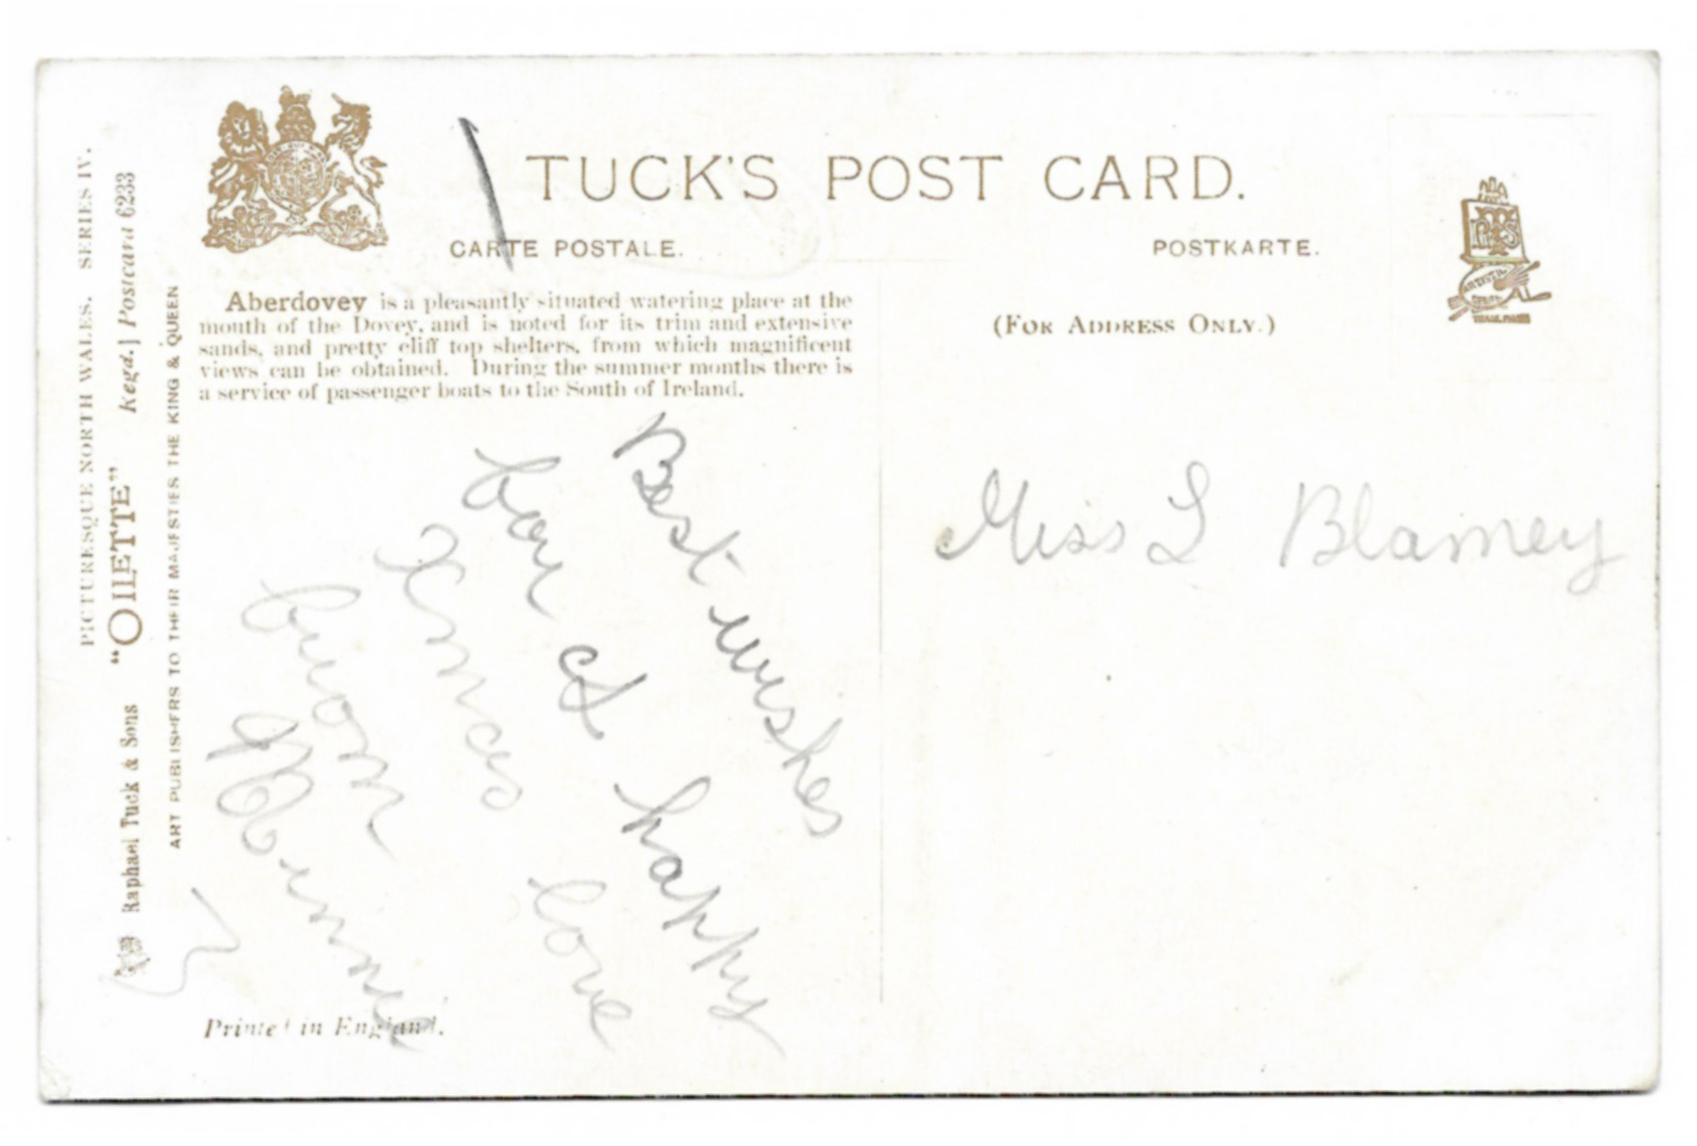 PICTURESQUE NORTH WALES. SERIES IV.
"OILETTE" Regd.] Postcard 6233
Raphael Tuck & Sons
ART PUBLISHERS TO THEIR MAJESTIES THE KING & QUEEN
TUCK'S POST CARD.
CARTE POSTALE.
POSTKARTE.
Aberdovey is a pleasantly situated watering place at the
mouth of the Dovey, and is noted for its trim and extensive
sands, and pretty cliff top shelters, from which magnificent
views can be obtained. During the summer months there is
a service of passenger boats to the South of Ireland.
(FOR ADDRESS ONLY.)
Best wishes
for a happy
Xmas love
from
Minnie
Miss L Blamey
Printed in England.